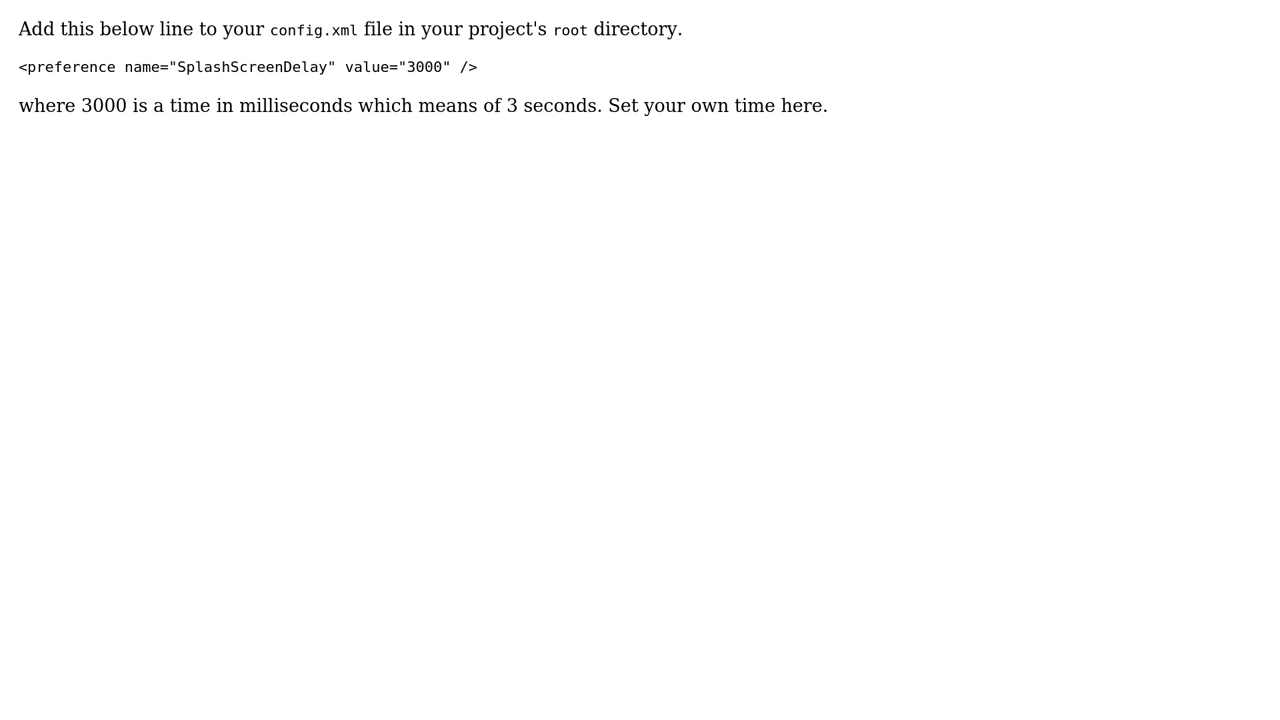 Add this below line to your config.xml file in your project's root directory.
<preference name="SplashScreenDelay" value="3000" />
where 3000 is a time in milliseconds which means of 3 seconds. Set your own time here.